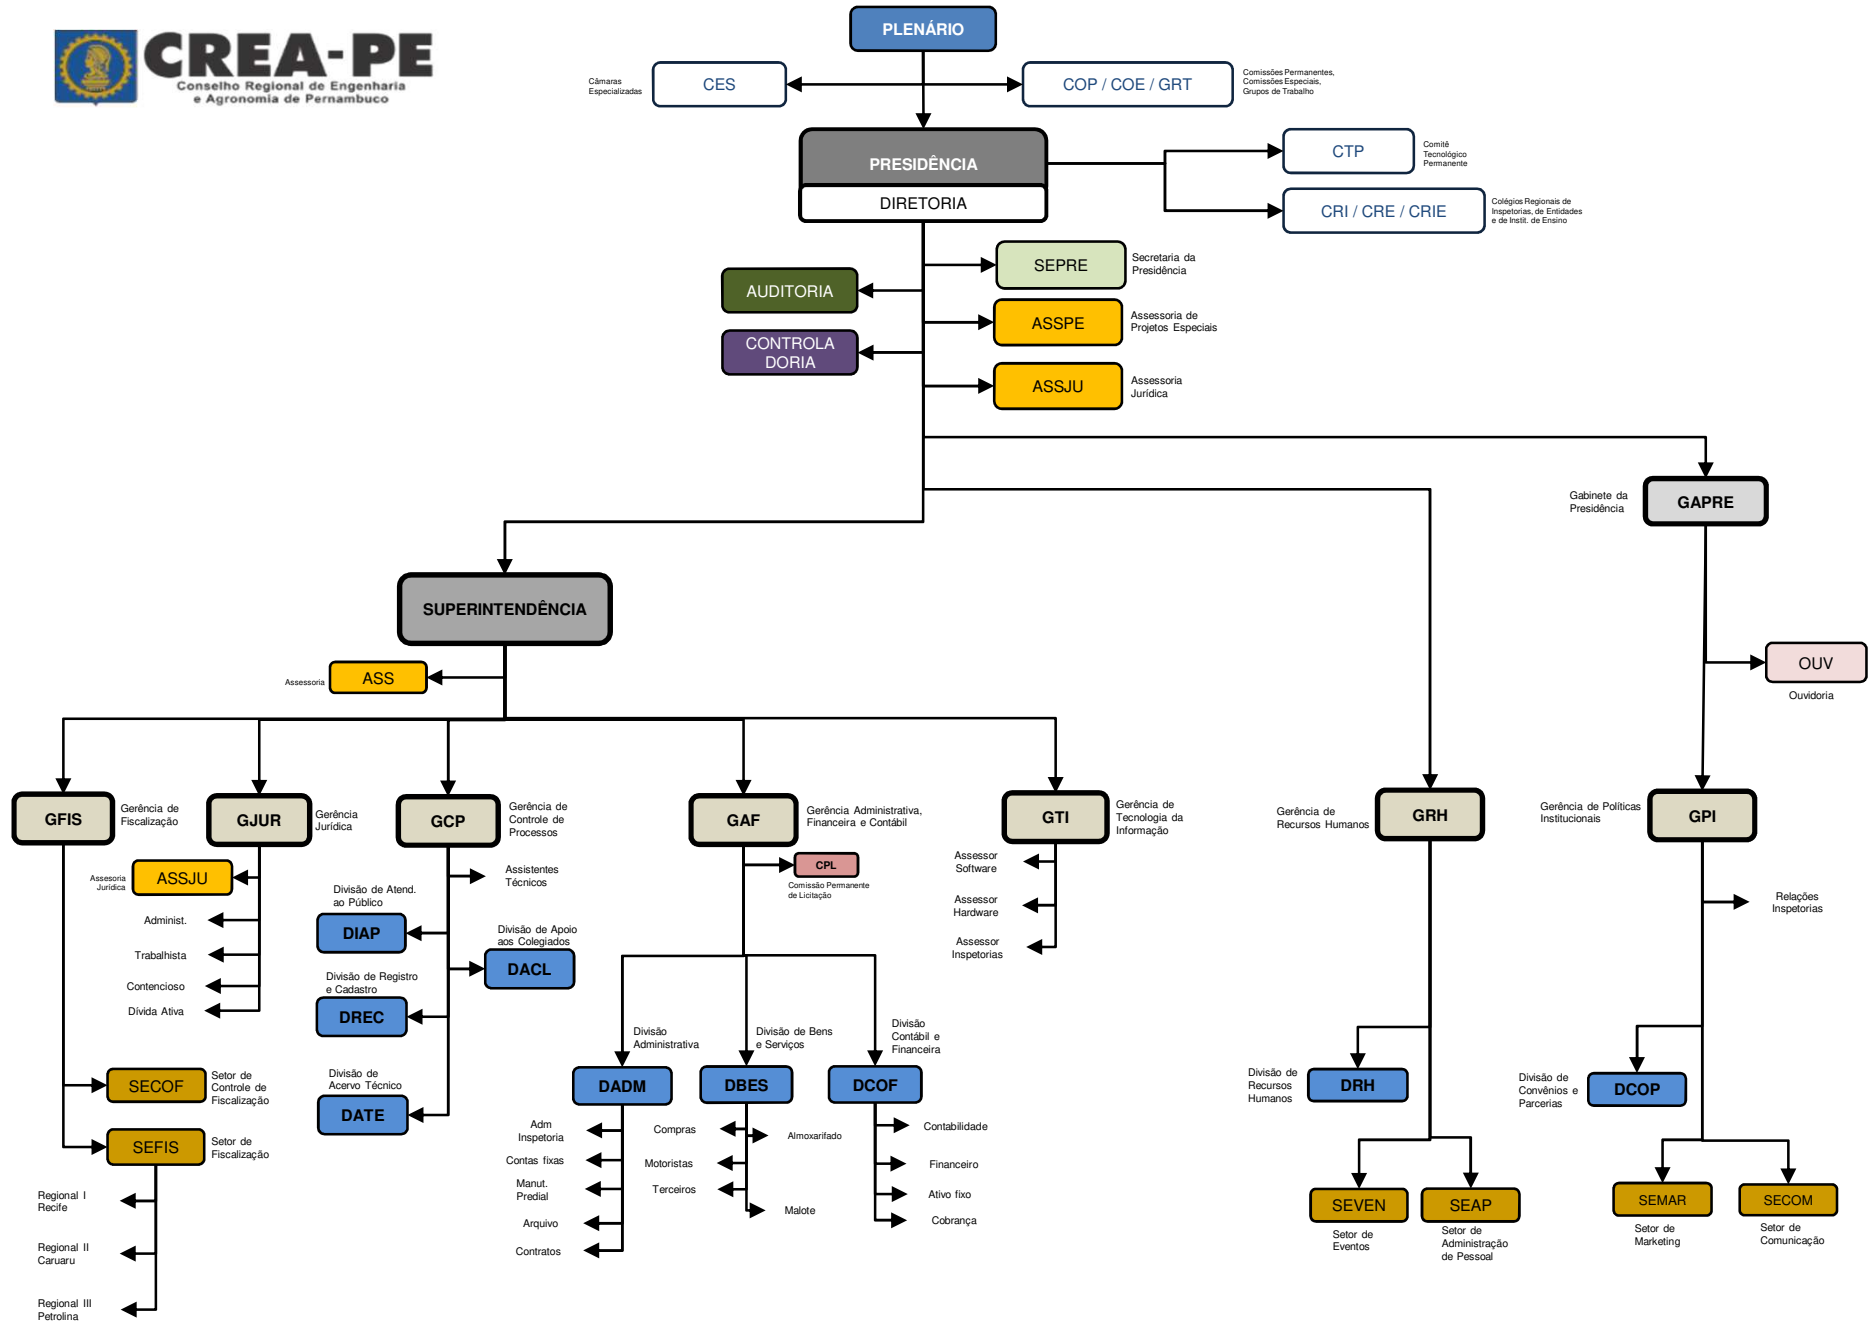 CREA-PE
Conselho Regional de Engenharia
e Agronomia de Pernambuco
PLENÁRIO
Câmaras
Especializadas
CES
COP / COE / GRT
Comissões Permanentes,
Comissões Especiais,
Grupos de Trabalho
PRESIDÊNCIA
DIRETORIA
CTP
Comitê
Tecnológico
Permanente
CRI / CRE / CRIE
Colégios Regionais de
Inspetorias, de Entidades
e de Instit. de Ensino
SEPRE
Secretaria da
Presidência
AUDITORIA
ASSPE
Assessoria de
Projetos Especiais
CONTROLA
DORIA
ASSJU
Assessoria
Jurídica
Gabinete da
Presidência
GAPRE
SUPERINTENDÊNCIA
Assessoria
ASS
OUV
Ouvidoria
GFIS
Gerência de
Fiscalização
GJUR
Gerência
Jurídica
GCP
Gerência de
Controle de
Processos
GAF
Gerência Administrativa,
Financeira e Contábil
GTI
Gerência de
Tecnologia da
Informação
Gerência de
Recursos Humanos
GRH
Gerência de Políticas
Institucionais
GPI
Assesoria
Jurídica
ASSJU
Administ.
Trabalhista
Contencioso
Dívida Ativa
Assistentes
Técnicos
Divisão de Atend.
ao Público
DIAP
Divisão de Apoio
aos Colegiados
DACL
Divisão de Registro
e Cadastro
DREC
Divisão de
Acervo Técnico
DATE
CPL
Comissão Permanente
de Licitação
Assessor
Software
Assessor
Hardware
Assessor
Inspetorias
Relações
Inspetorias
SECOF
Setor de
Controle de
Fiscalização
SEFIS
Setor de
Fiscalização
Regional I
Recife
Regional II
Caruaru
Regional III
Petrolina
Divisão
Administrativa
DADM
Adm
Inspetoria
Contas fixas
Manut.
Predial
Arquivo
Contratos
Divisão de Bens
e Serviços
DBES
Compras
Almoxarifado
Motoristas
Terceiros
Malote
Divisão
Contábil e
Financeira
DCOF
Contabilidade
Financeiro
Ativo fixo
Cobrança
Divisão de
Recursos
Humanos
DRH
SEVEN
Setor de
Eventos
SEAP
Setor de
Administração
de Pessoal
Divisão de
Convênios e
Parcerias
DCOP
SEMAR
Setor de
Marketing
SECOM
Setor de
Comunicação